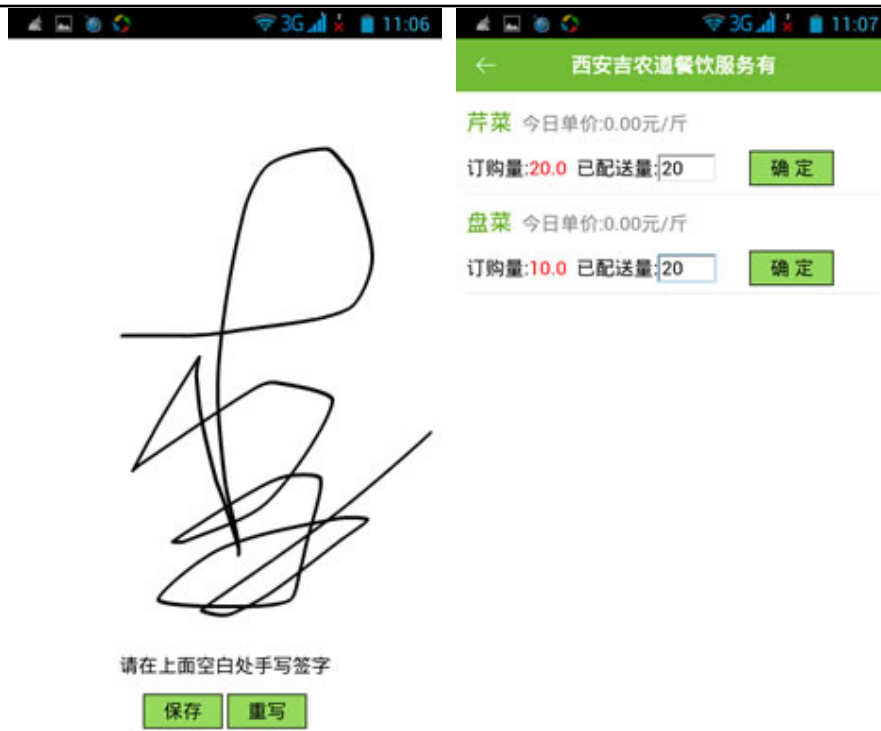 3G 11:06
请在上面空白处手写签字
保存 重写
3G 11:07
西安吉农道餐饮服务有
芹菜 今日单价:0.00元/斤
订购量:20.0 已配送量:20 确定
盘菜 今日单价:0.00元/斤
订购量:10.0 已配送量:20 确定